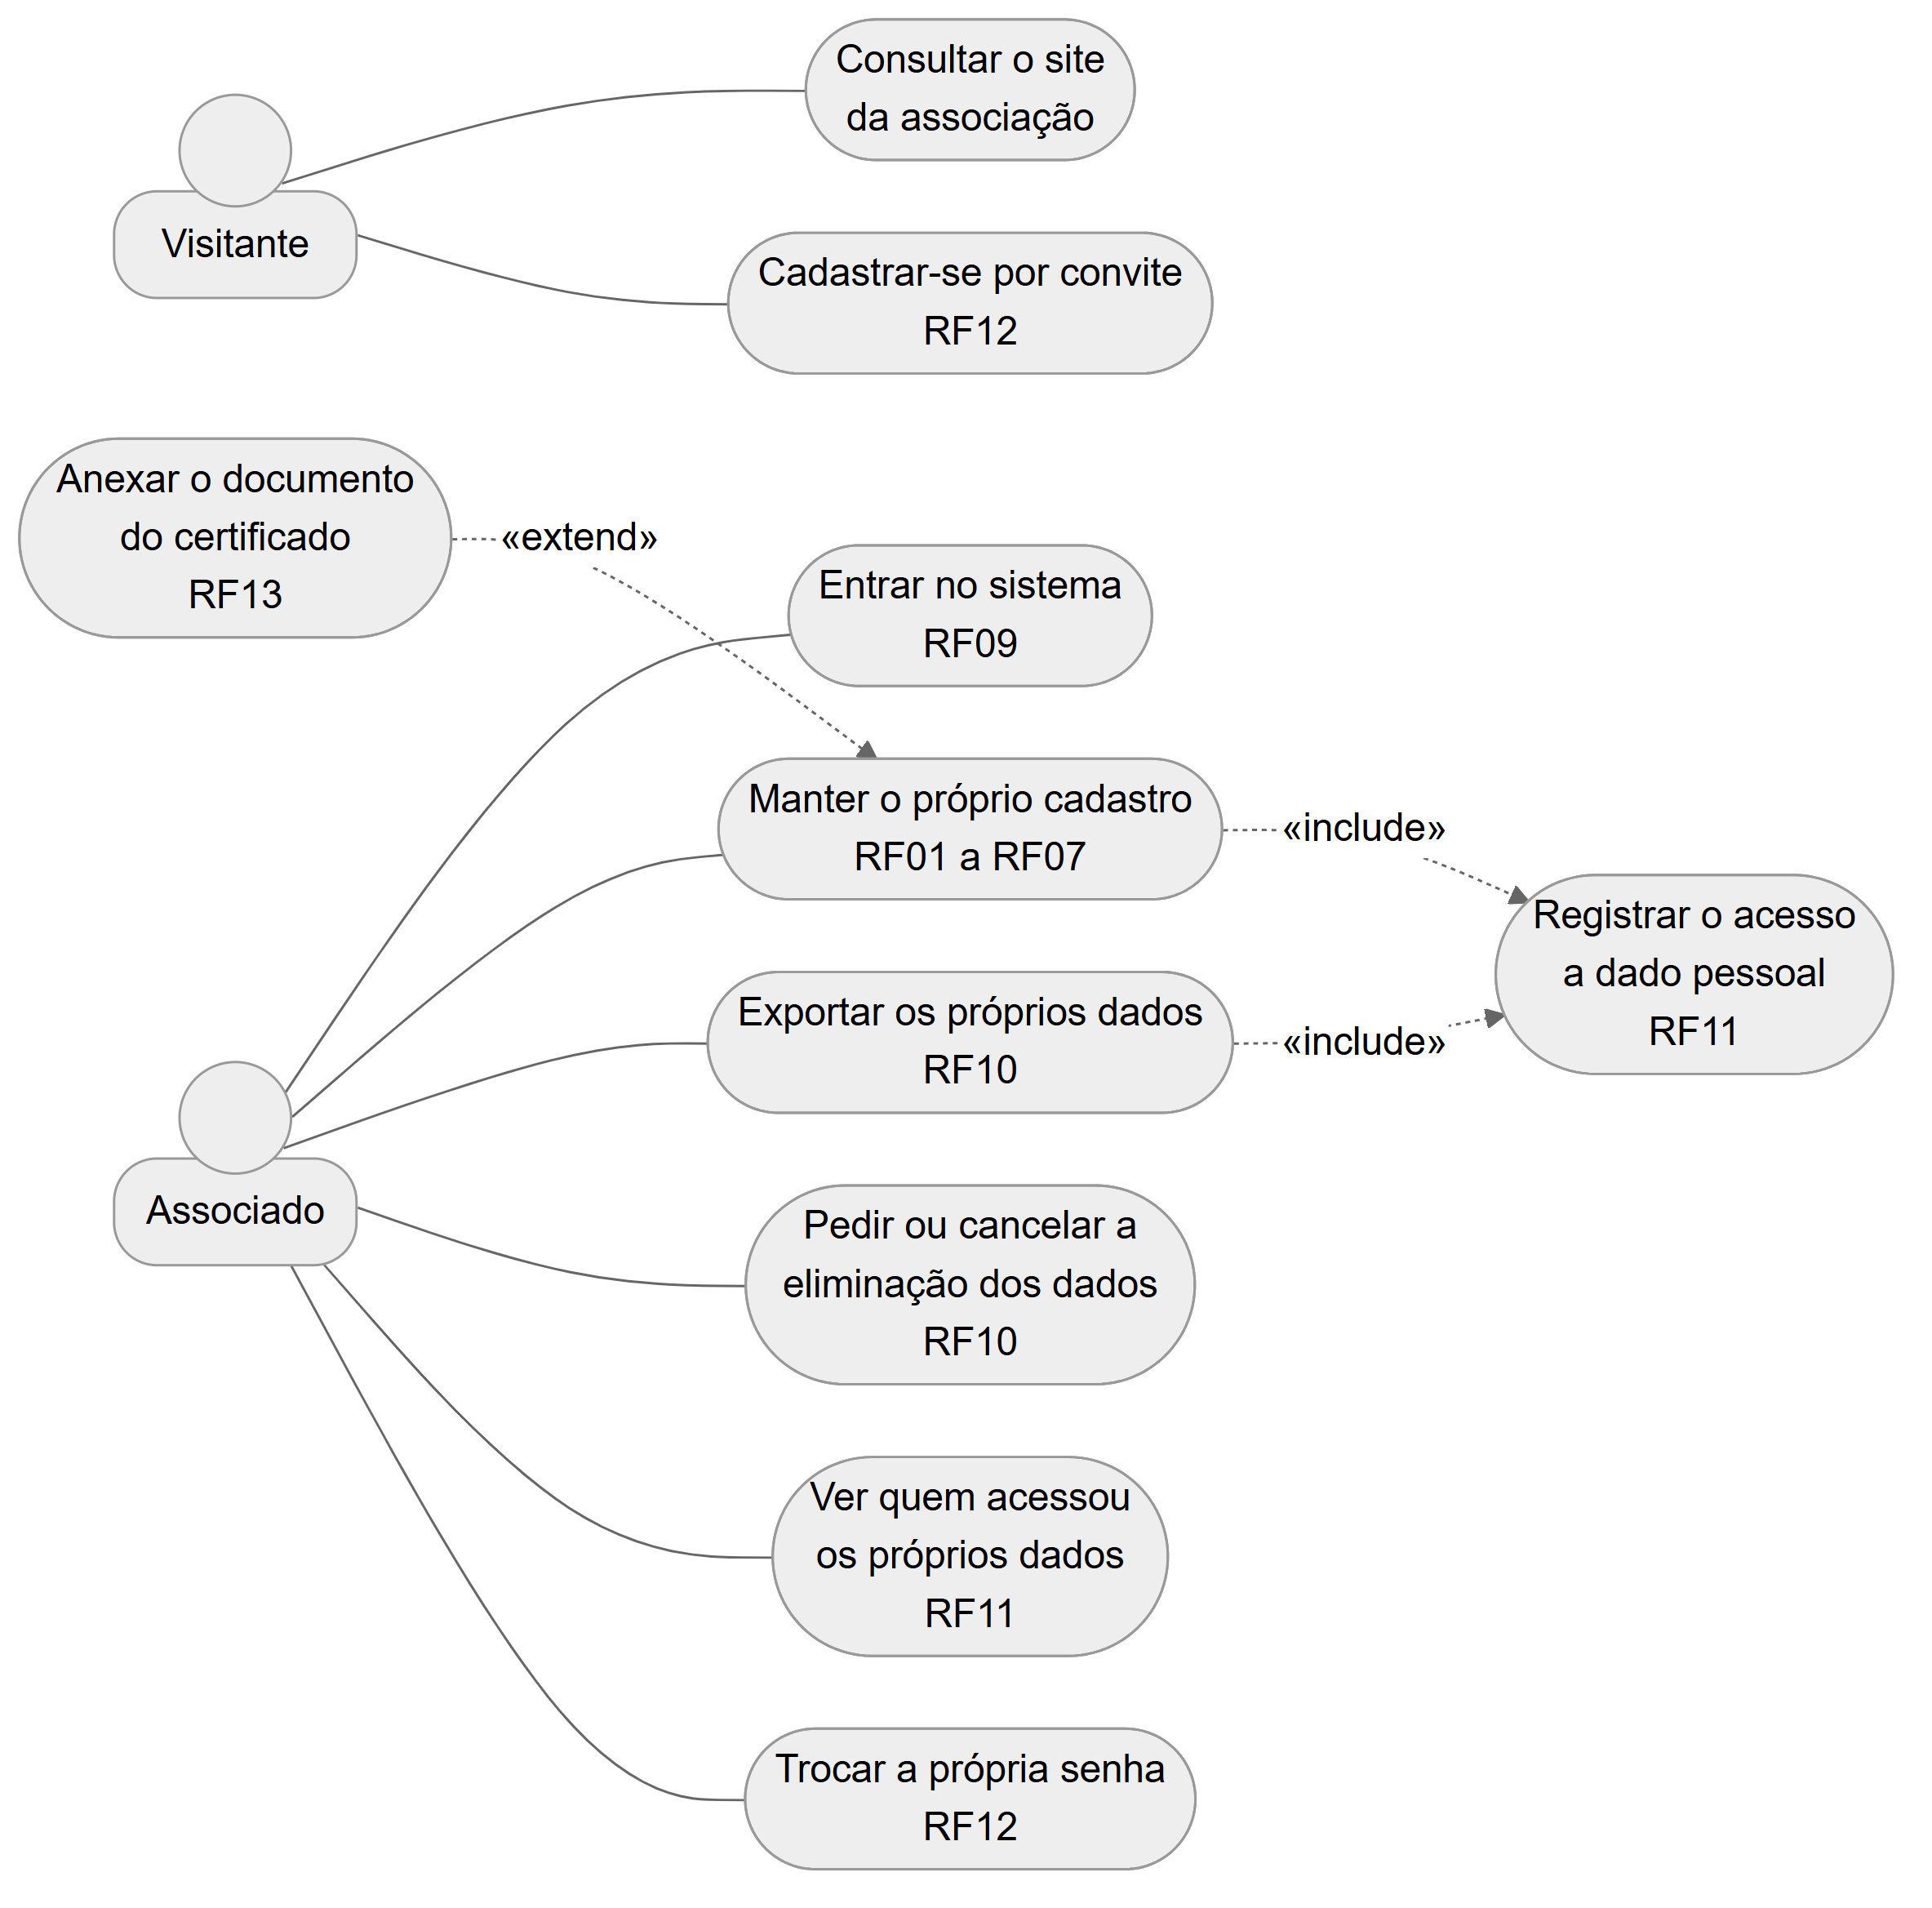 Consultar o site
da associação
Visitante
Cadastrar-se por convite
RF12
Anexar o documento
do certificado
RF13
«extend»
Entrar no sistema
RF09
Manter o próprio cadastro
RF01 a RF07
«include»
Registrar o acesso
a dado pessoal
RF11
Exportar os próprios dados
RF10
«include»
Associado
Pedir ou cancelar a
eliminação dos dados
RF10
Ver quem acessou
os próprios dados
RF11
Trocar a própria senha
RF12